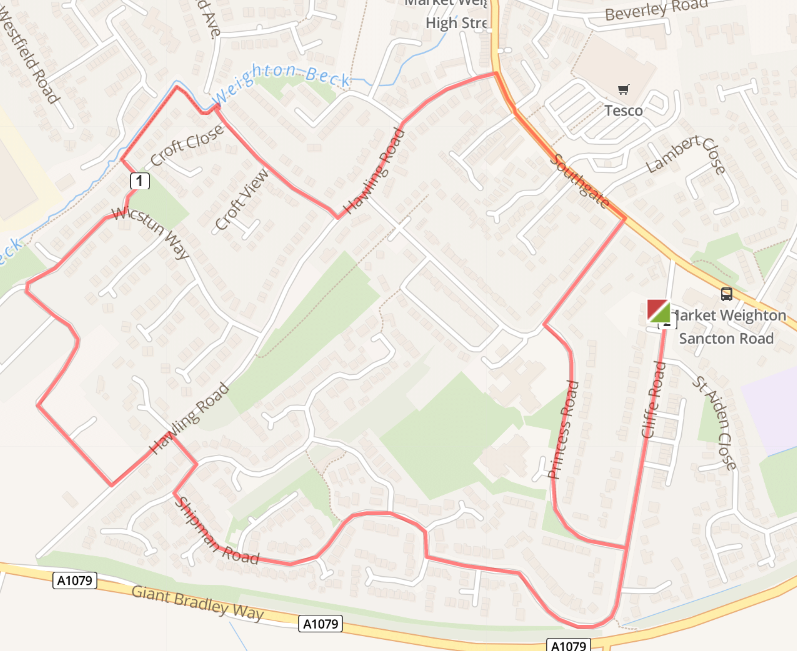 Market Weig
High Stre
Beverley Road
Westfield Road
d Ave
Weighton Beck
Tesco
Croft Close
Hawling Road
Southgate
Lambert Close
1
Croft View
Wicstun Way
eck
Market Weighton
Sancton Road
Cliffe Road
St Aiden Close
Princess Road
Hawling Road
Shipman Road
A1079
Giant Bradley Way
A1079
A1079